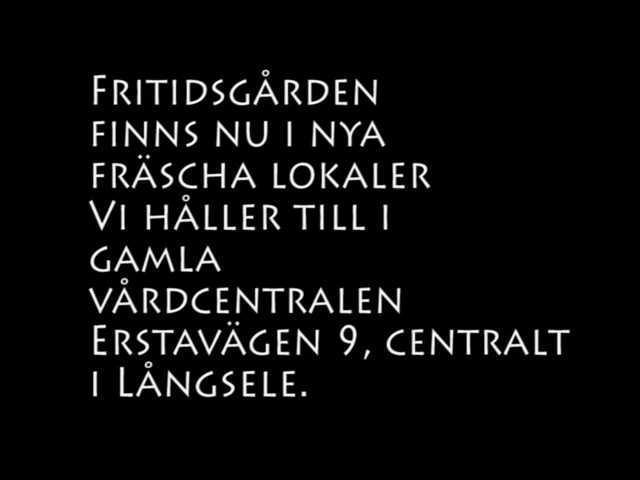 Fritidsgården
finns nu i nya
fräscha lokaler
Vi håller till i
gamla
vårdcentralen
Erstavägen 9, centralt
i Långsele.